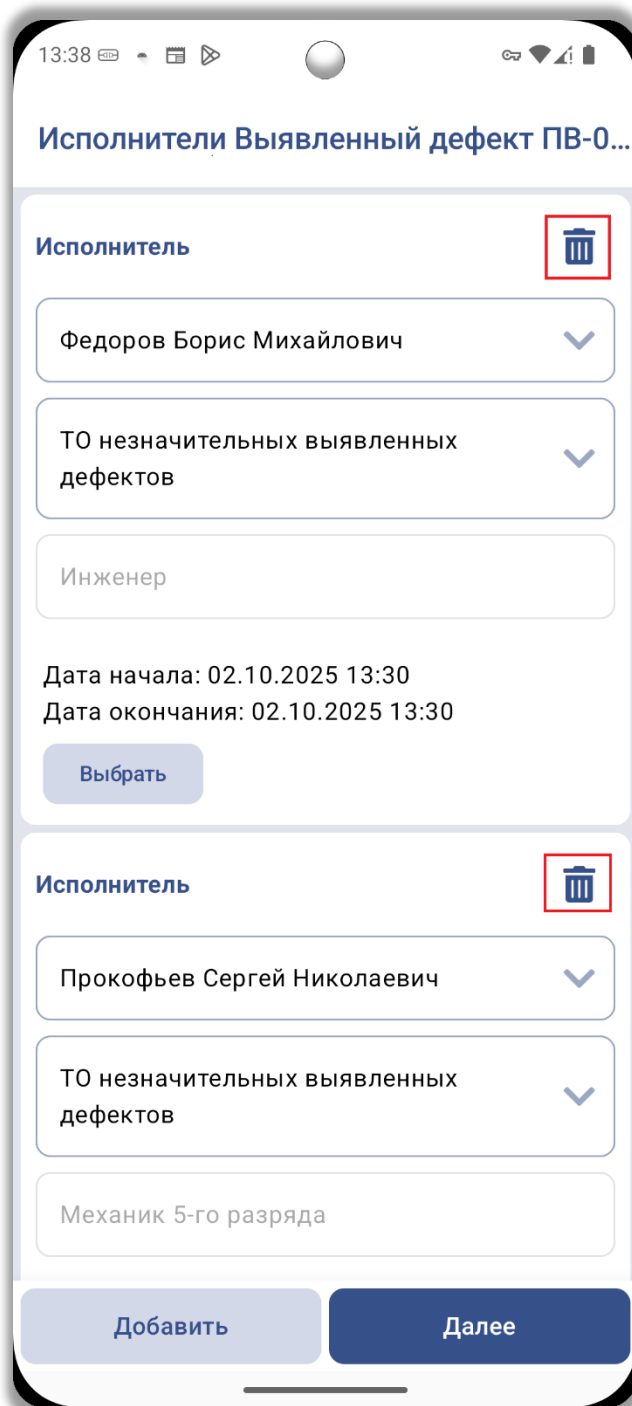 13:38
Исполнители Выявленный дефект ПВ-0...
Исполнитель
Федоров Борис Михайлович
ТО незначительных выявленных
дефектов
Инженер
Дата начала: 02.10.2025 13:30
Дата окончания: 02.10.2025 13:30
Выбрать
Исполнитель
Прокофьев Сергей Николаевич
ТО незначительных выявленных
дефектов
Механик 5-го разряда
Добавить
Далее